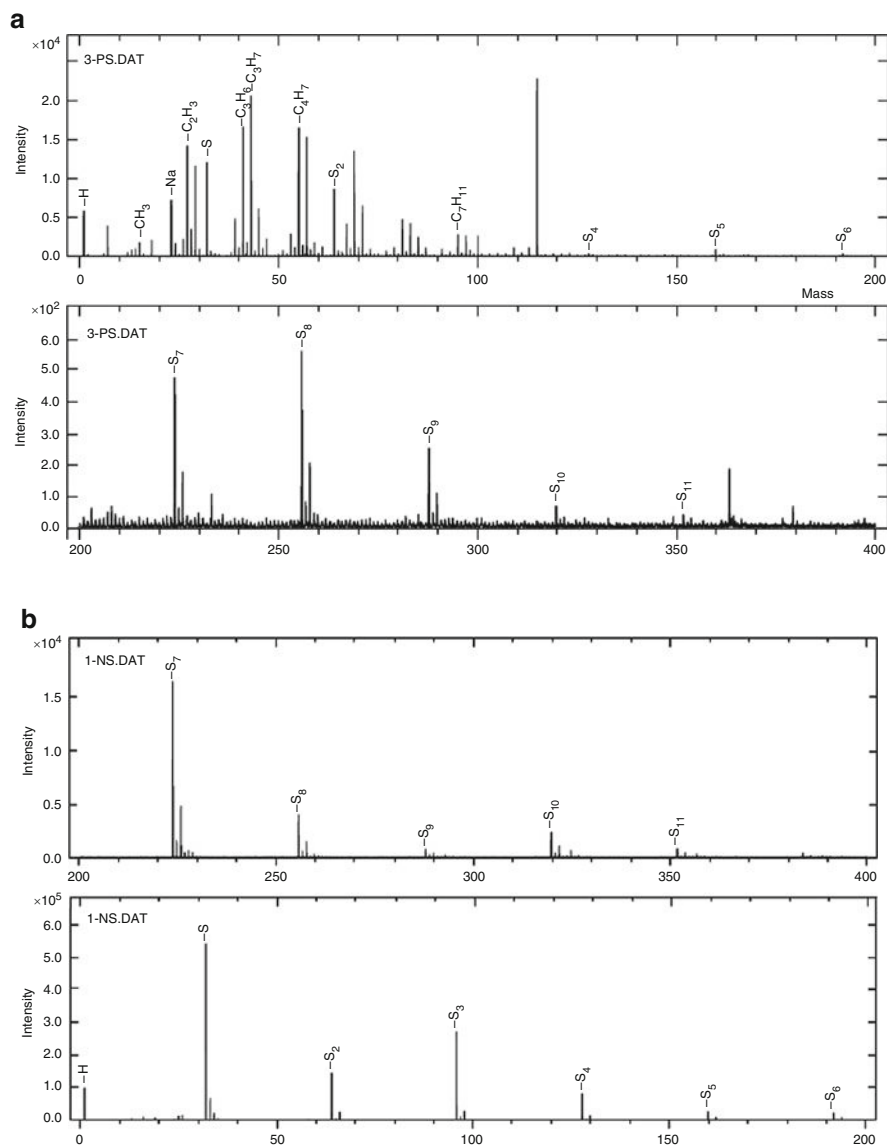 a
×10⁴
3-PS.DAT
Intensity
2.0
1.5
1.0
0.5
0.0
–H
–CH₃
–Na
–C₂H₃
–S
–C₃H₆
–C₃H₇
–C₄H₇
–S₂
–C₇H₁₁
–S₄
–S₅
–S₆
0 50 100 150 200
Mass
×10²
3-PS.DAT
Intensity
6.0
5.0
4.0
3.0
2.0
1.0
0.0
–S₇
–S₈
–S₉
–S₁₀
–S₁₁
200 250 300 350 400
b
×10⁴
1-NS.DAT
Intensity
1.5
1.0
0.5
0.0
–S₇
–S₈
–S₉
–S₁₀
–S₁₁
200 250 300 350 400
×10⁵
1-NS.DAT
Intensity
6.0
5.0
4.0
3.0
2.0
1.0
0.0
–H
–S
–S₂
–S₃
–S₄
–S₅
–S₆
0 50 100 150 200